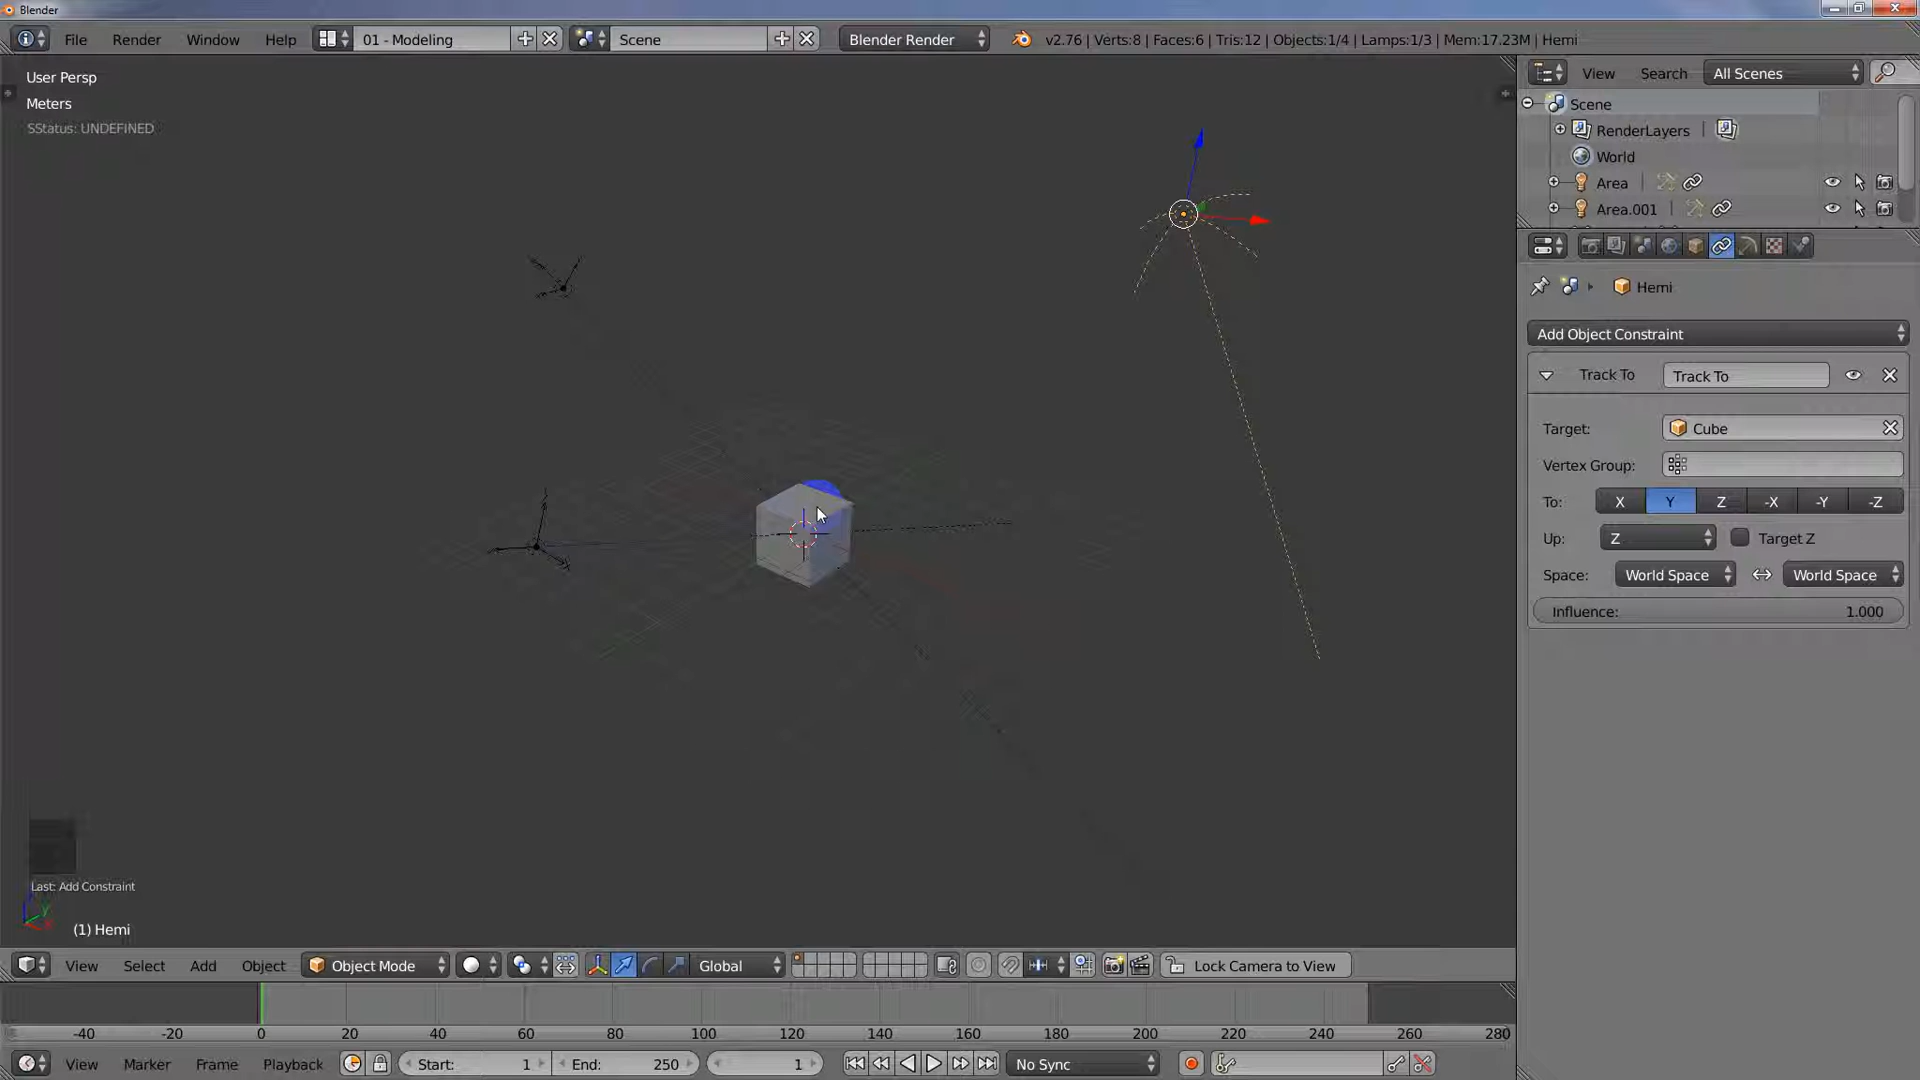 Blender
File Render Window Help 01 - Modeling Scene Blender Render v2.76 | Verts:8 | Faces:6 | Tris:12 | Objects:1/4 | Lamps:1/3 | Mem:17.23M | Hemi
User Persp
Meters
SStatus: UNDEFINED
Last: Add Constraint
(1) Hemi
View Search All Scenes
Scene
RenderLayers
World
Area
Area.001
Hemi
Add Object Constraint
Track To Track To
Target: Cube
Vertex Group:
To: X Y Z -X -Y -Z
Up: Z Target Z
Space: World Space World Space
Influence: 1.000
View Select Add Object Object Mode Global Lock Camera to View
-40 -20 0 20 40 60 80 100 120 140 160 180 200 220 240 260 280
View Marker Frame Playback Start: 1 End: 250 1 No Sync